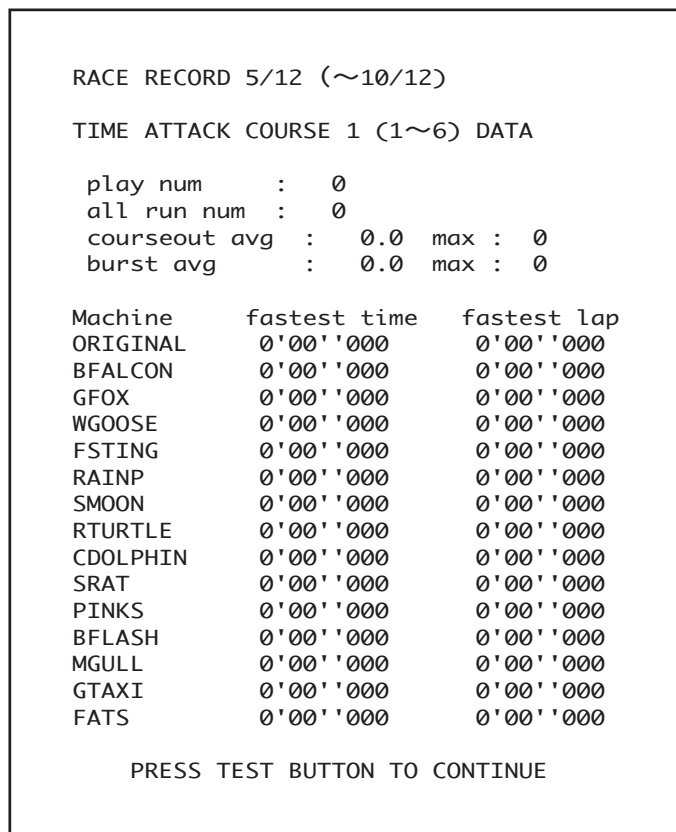 RACE RECORD 5/12 (〜10/12)
TIME ATTACK COURSE 1 (1〜6) DATA
play num : 0
all run num : 0
courseout avg : 0.0 max : 0
burst avg : 0.0 max : 0
Machine fastest time fastest lap
ORIGINAL 0'00''000 0'00''000
BFALCON 0'00''000 0'00''000
GFOX 0'00''000 0'00''000
WGOOSE 0'00''000 0'00''000
FSTING 0'00''000 0'00''000
RAINP 0'00''000 0'00''000
SMOON 0'00''000 0'00''000
RTURTLE 0'00''000 0'00''000
CDOLPHIN 0'00''000 0'00''000
SRAT 0'00''000 0'00''000
PINKS 0'00''000 0'00''000
BFLASH 0'00''000 0'00''000
MGULL 0'00''000 0'00''000
GTAXI 0'00''000 0'00''000
FATS 0'00''000 0'00''000
PRESS TEST BUTTON TO CONTINUE